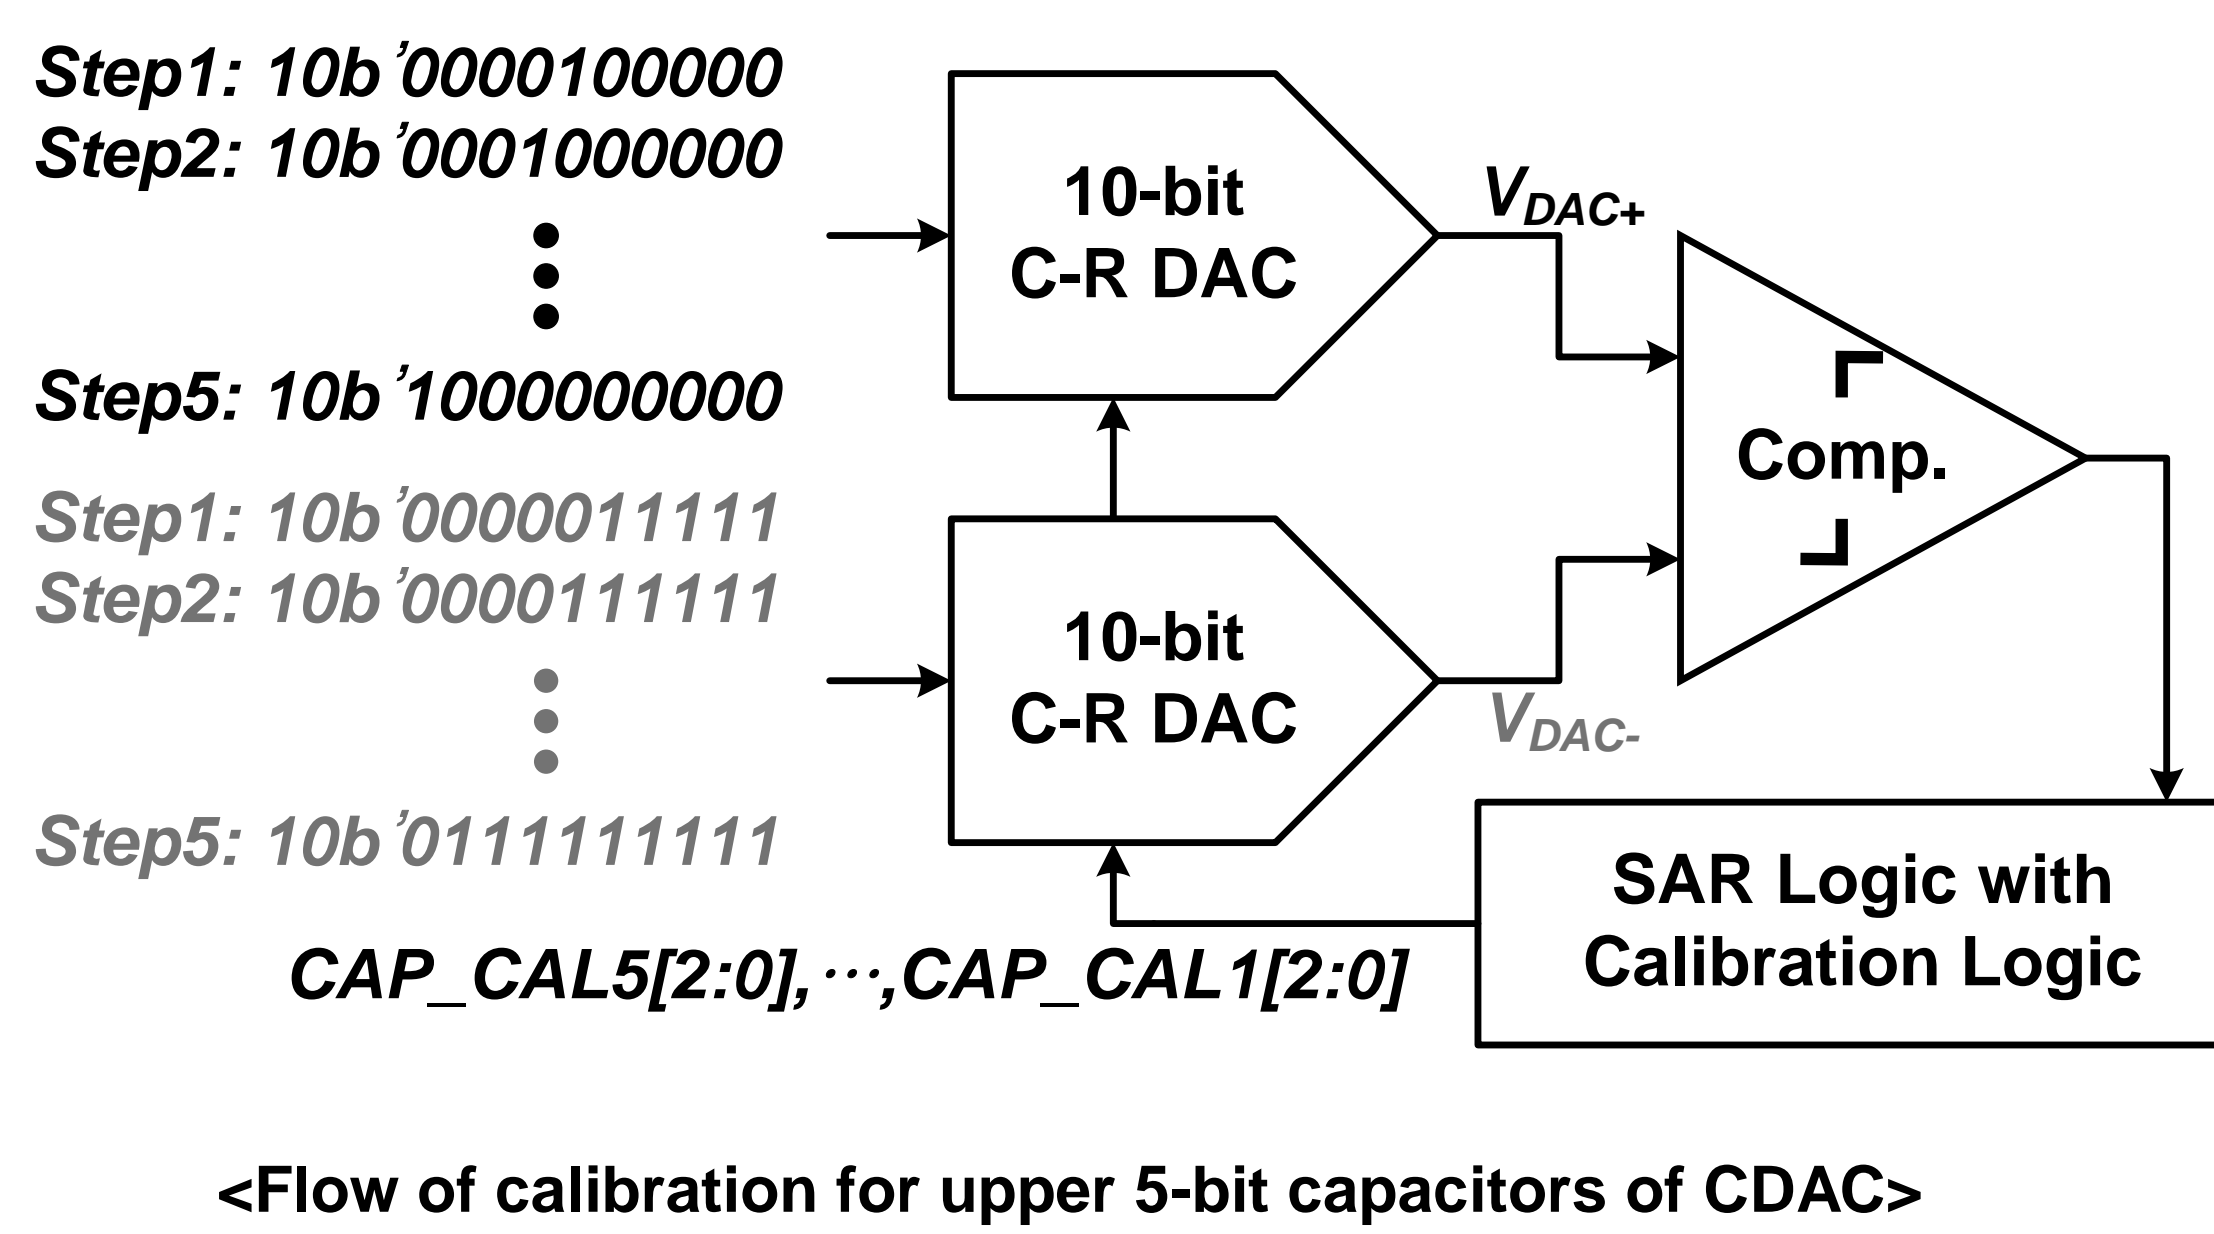 Step1: 10b’0000100000
Step2: 10b’0001000000
Step5: 10b’1000000000
Step1: 10b’0000011111
Step2: 10b’0000111111
Step5: 10b’0111111111
10-bit
C-R DAC
VDAC+
10-bit
C-R DAC
VDAC-
Comp.
SAR Logic with
Calibration Logic
CAP_CAL5[2:0],⋯,CAP_CAL1[2:0]
<Flow of calibration for upper 5-bit capacitors of CDAC>